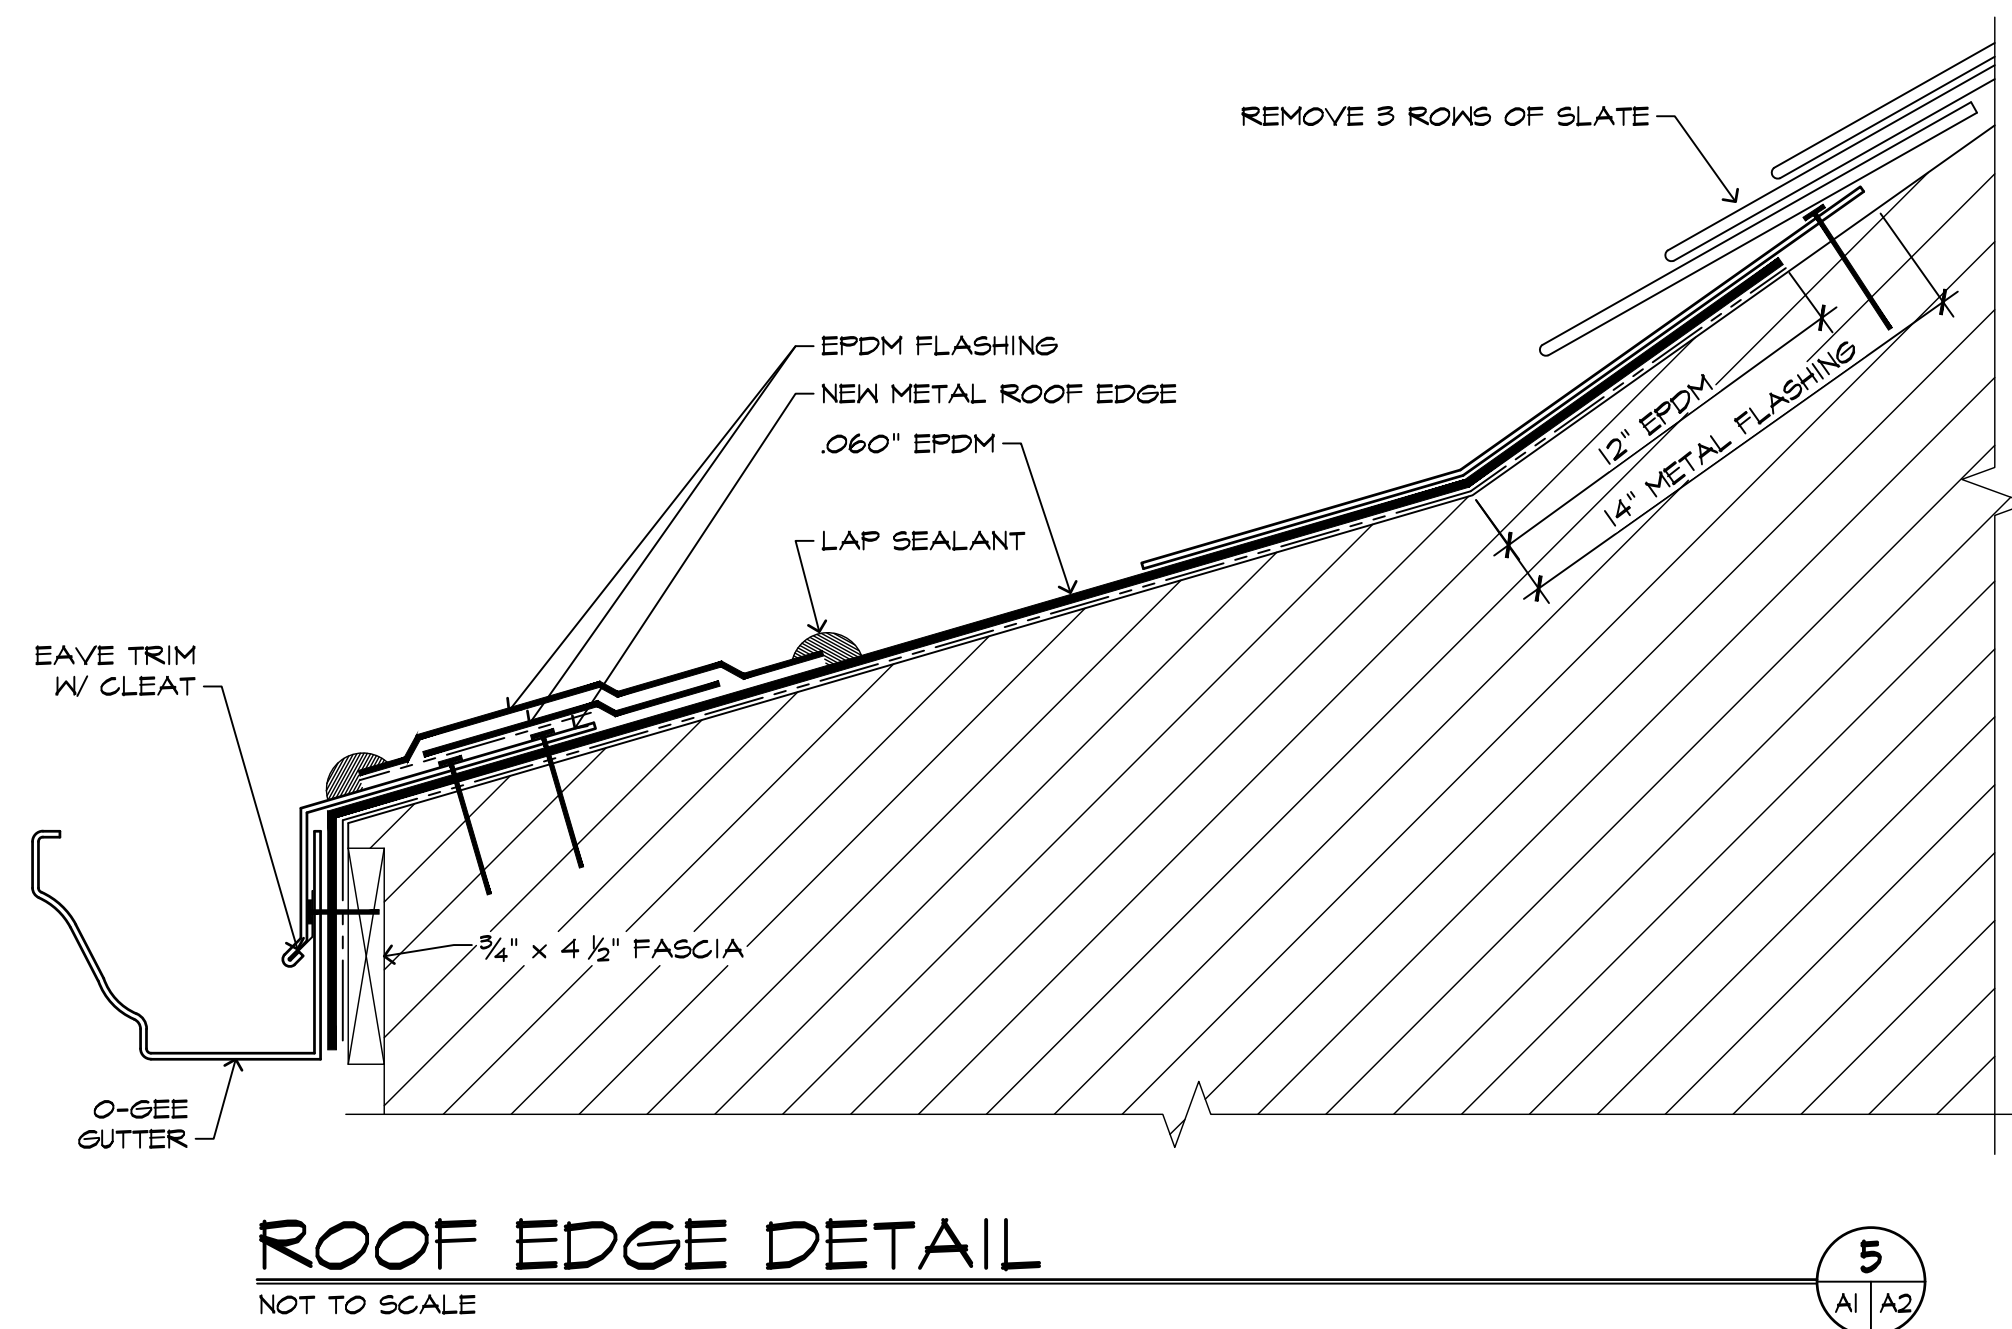 REMOVE 3 ROWS OF SLATE
EPDM FLASHING
NEW METAL ROOF EDGE
.060" EPDM
12" EPDM
14" METAL FLASHING
LAP SEALANT
EAVE TRIM
W/ CLEAT
3/4" x 4 1/2" FASCIA
O-GEE
GUTTER
ROOF EDGE DETAIL
NOT TO SCALE
5
A1 A2